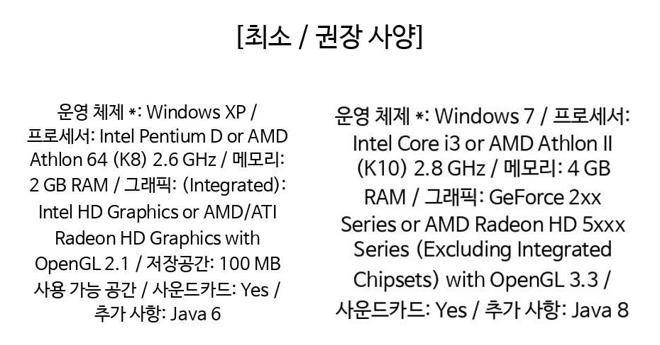 [최소 / 권장 사양]
운영 체제 *: Windows XP /
프로세서: Intel Pentium D or AMD
Athlon 64 (K8) 2.6 GHz / 메모리:
2 GB RAM / 그래픽: (Integrated):
Intel HD Graphics or AMD/ATI
Radeon HD Graphics with
OpenGL 2.1 / 저장공간: 100 MB
사용 가능 공간 / 사운드카드: Yes /
추가 사항: Java 6
운영 체제 *: Windows 7 / 프로세서:
Intel Core i3 or AMD Athlon II
(K10) 2.8 GHz / 메모리: 4 GB
RAM / 그래픽: GeForce 2xx
Series or AMD Radeon HD 5xxx
Series (Excluding Integrated
Chipsets) with OpenGL 3.3 /
사운드카드: Yes / 추가 사항: Java 8